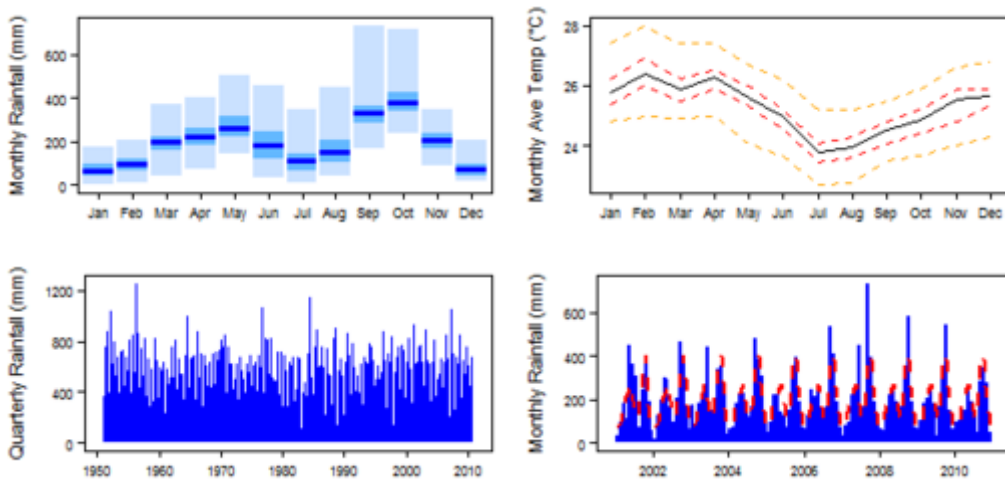 Monthly Rainfall (mm)
600
400
200
0
Jan Feb Mar Apr May Jun Jul Aug Sep Oct Nov Dec
Monthly Ave Temp (°C)
28
26
24
Jan Feb Mar Apr May Jun Jul Aug Sep Oct Nov Dec
Quarterly Rainfall (mm)
1200
800
400
0
1950 1960 1970 1980 1990 2000 2010
Monthly Rainfall (mm)
600
400
200
0
2002 2004 2006 2008 2010